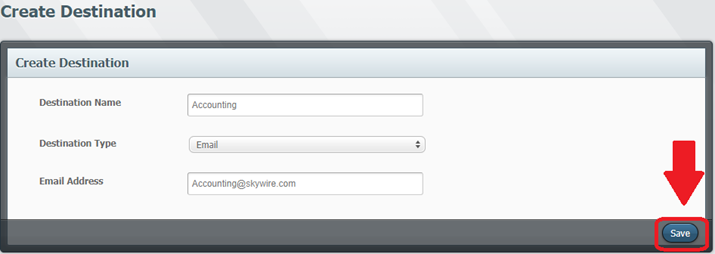 Create Destination
Create Destination
Destination Name
Accounting
Destination Type
Email
Email Address
Accounting@skywire.com
Save